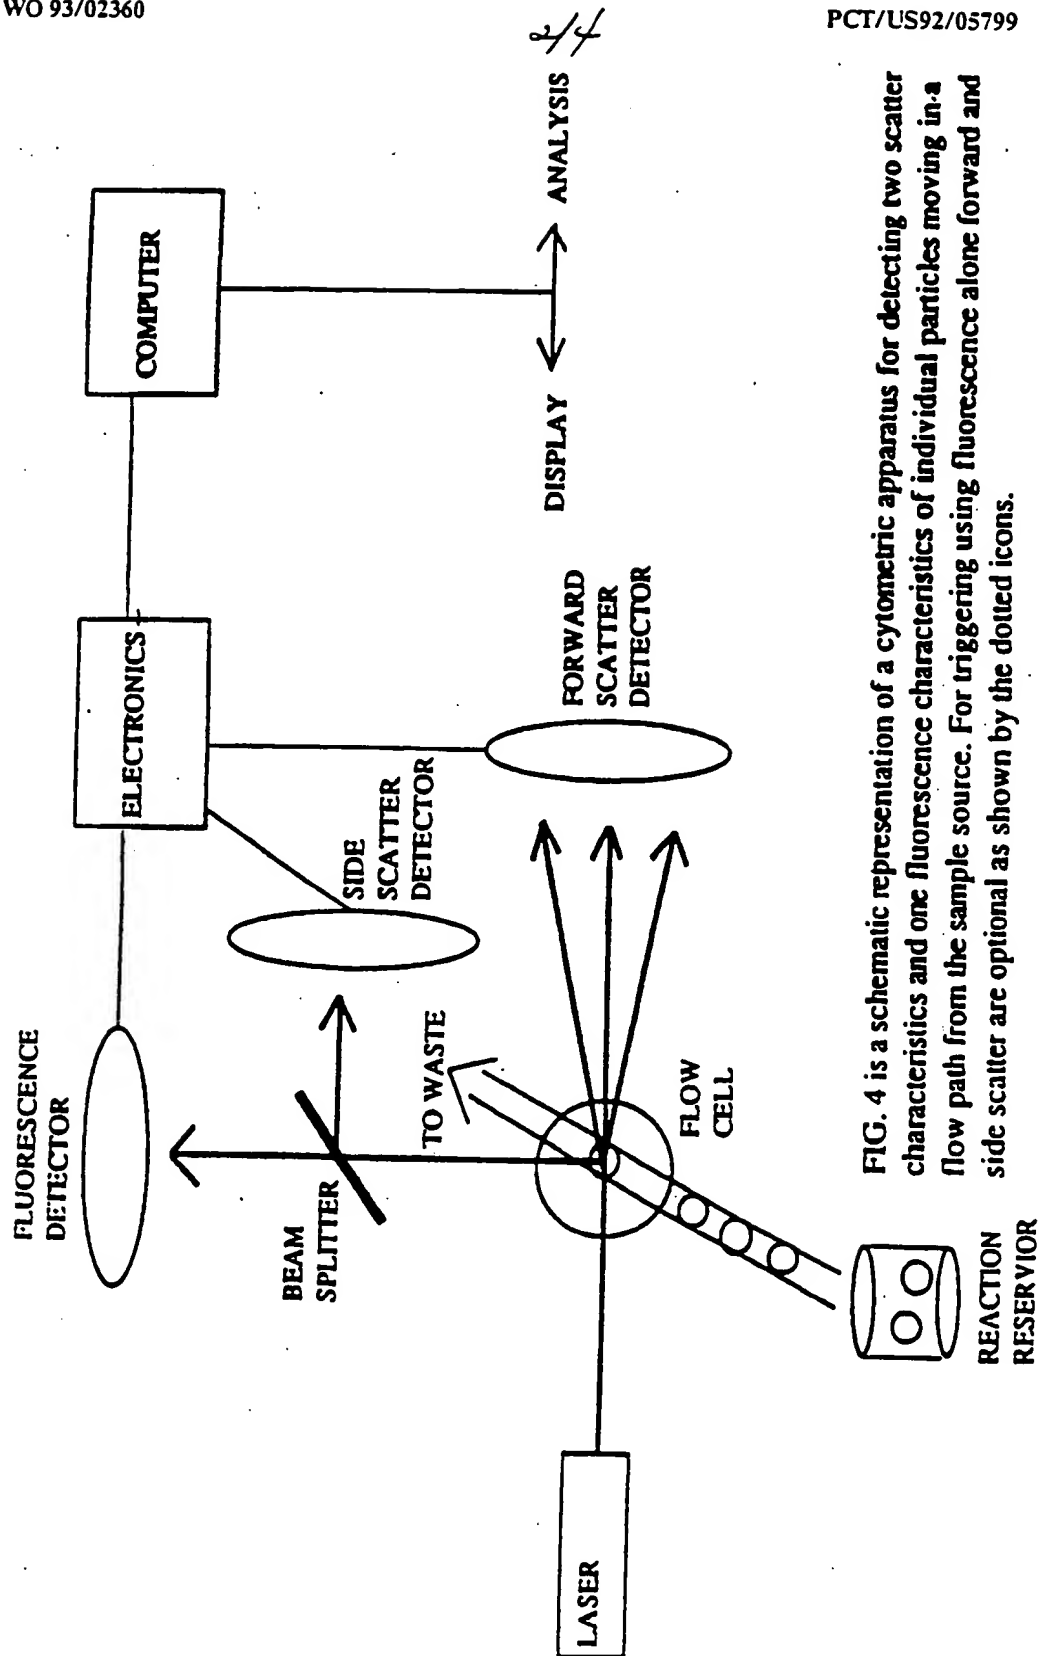 WO 93/02360
PCT/US92/05799
2/4
FLUORESCENCE
DETECTOR
ELECTRONICS
COMPUTER
BEAM
SPLITTER
SIDE
SCATTER
DETECTOR
TO WASTE
DISPLAY
ANALYSIS
FORWARD
SCATTER
DETECTOR
LASER
FLOW
CELL
REACTION
RESERVIOR
FIG. 4 is a schematic representation of a cytometric apparatus for detecting two scatter
characteristics and one fluorescence characteristics of individual particles moving in a
flow path from the sample source. For triggering using fluorescence alone forward and
side scatter are optional as shown by the dotted icons.